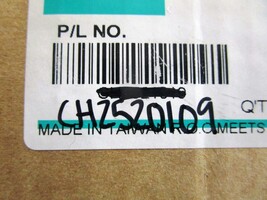 P/L NO.
CH2520109
Q'T
MADE IN TAIWAN R.O.C. MEETS